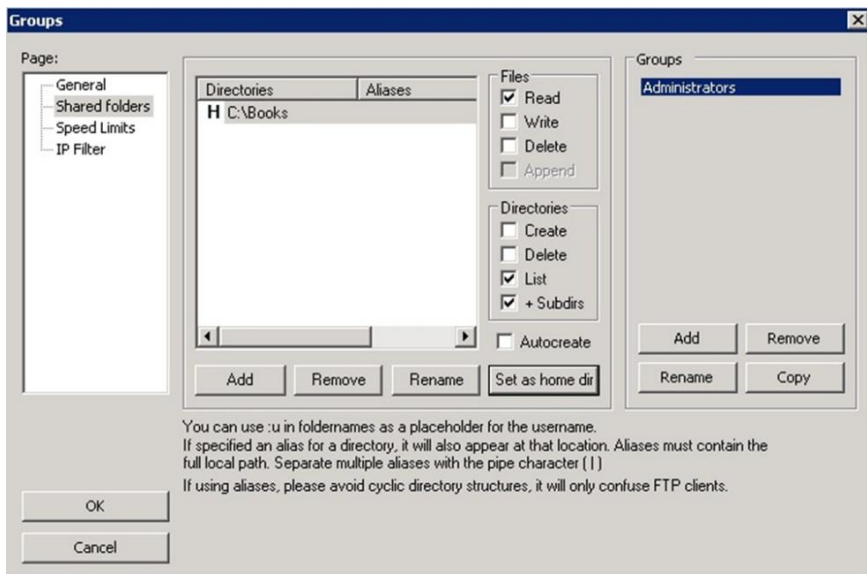 Groups
Page:
General
Shared folders
Speed Limits
IP Filter
Directories Aliases
H C:\Books
Files
Read
Write
Delete
Append
Directories
Create
Delete
List
+ Subdirs
Autocreate
Add Remove Rename Set as home dir
Groups
Administrators
Add Remove
Rename Copy
You can use :u in foldernames as a placeholder for the username.
If specified an alias for a directory, it will also appear at that location. Aliases must contain the
full local path. Separate multiple aliases with the pipe character ( | )
If using aliases, please avoid cyclic directory structures, it will only confuse FTP clients.
OK
Cancel